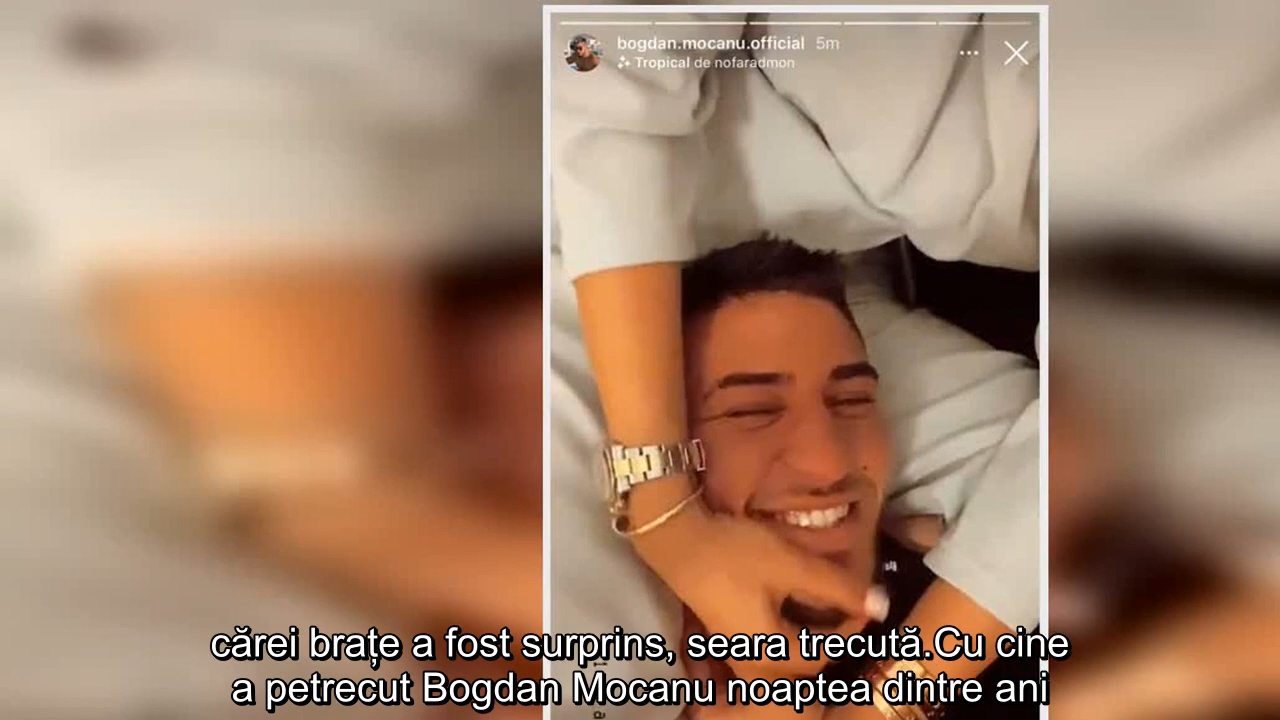 bogdan.mocanu.official 5m
Tropical de nofaradmon
cărei brațe a fost surprins, seara trecută.Cu cine
a petrecut Bogdan Mocanu noaptea dintre ani